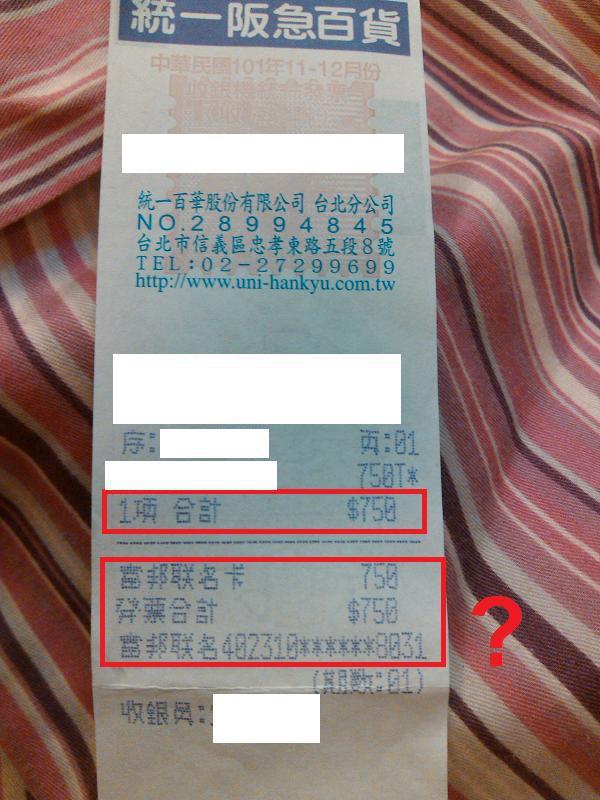 統一阪急百貨
中華民國101年11-12月份
統一百華股份有限公司 台北分公司
NO.28994845
台北市信義區忠孝東路五段8號
TEL:02-27299699
http://www.uni-hankyu.com.tw
序:
頁:01
750T*
1項 合計 $750
富邦联名卡 750
發票合計 $750
富邦联名402310******8031
(期数:01)
收銀員:
?